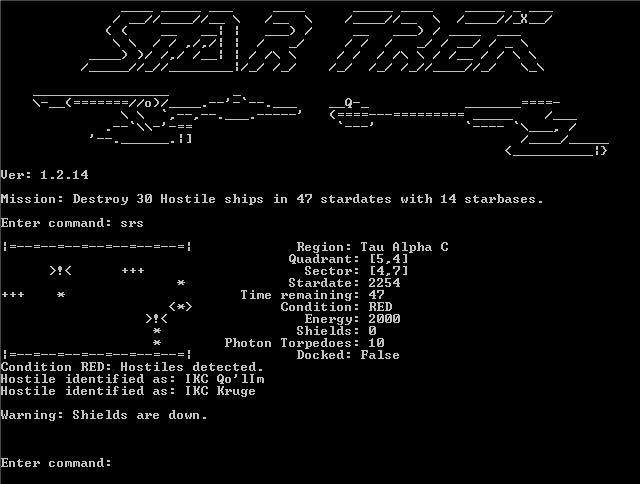 STAR TREK
Ver: 1.2.14
Mission: Destroy 30 Hostile ships in 47 stardates with 14 starbases.
Enter command: srs
|=--=--=--=--=--=--=--=| Region: Tau Alpha C
Quadrant: [5,4]
>!< +++ Sector: [4,7]
* Stardate: 2254
+++ * Time remaining: 47
<*> Condition: RED
>!< Energy: 2000
* Shields: 0
* Photon Torpedoes: 10
|=--=--=--=--=--=--=--=| Docked: False
Condition RED: Hostiles detected.
Hostile identified as: IKC Qo'lIm
Hostile identified as: IKC Kruge
Warning: Shields are down.
Enter command: